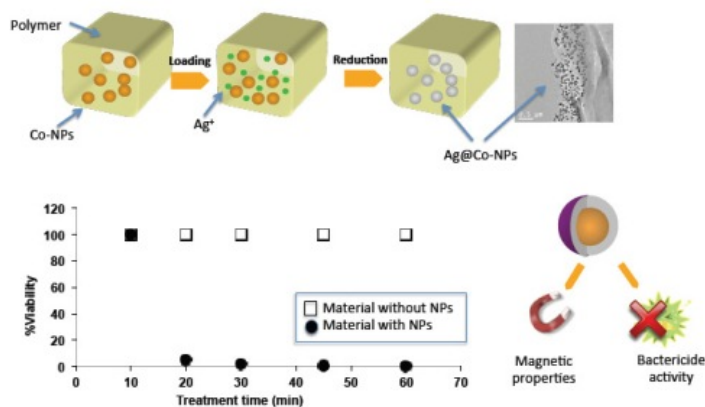 Polymer
Loading
Reduction
Co-NPs
Ag+
Ag@Co-NPs
120
100
80
60
40
20
0
%Viability
Material without NPs
Material with NPs
0 10 20 30 40 50 60 70
Treatment time (min)
Magnetic
properties
Bactericide
activity